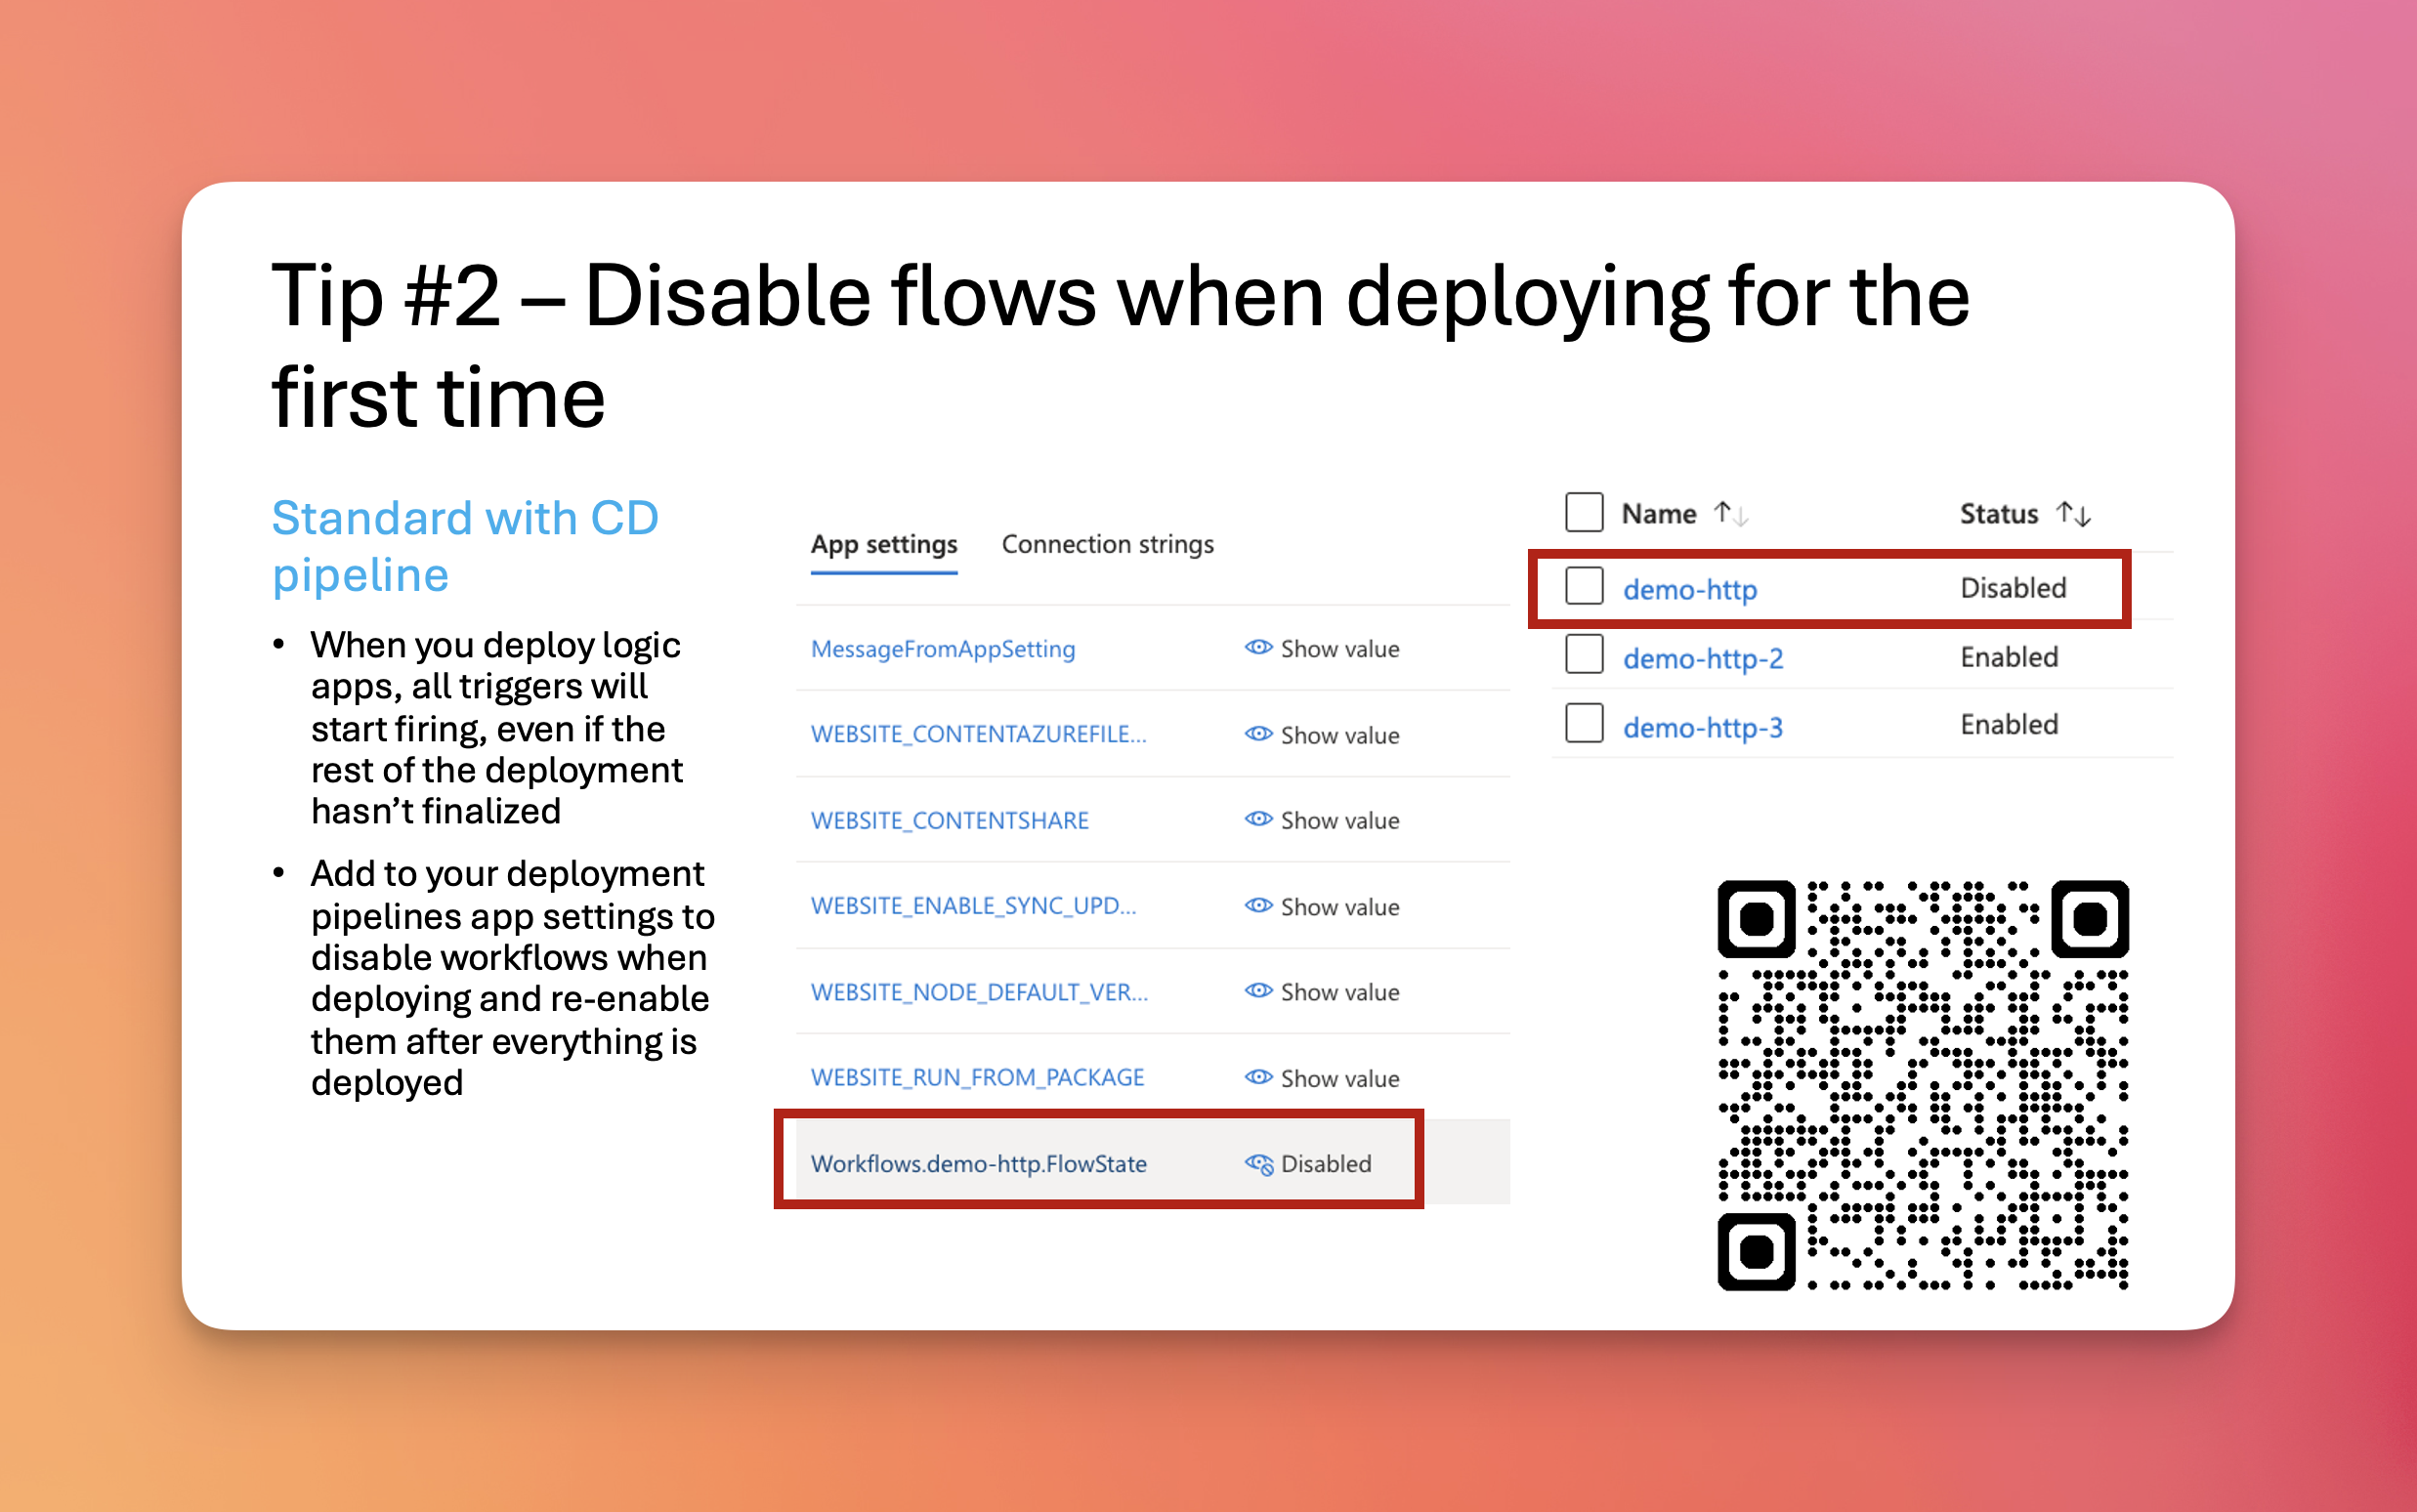 Tip #2 – Disable flows when deploying for the
first time
Standard with CD
pipeline
• When you deploy logic
apps, all triggers will
start firing, even if the
rest of the deployment
hasn’t finalized
• Add to your deployment
pipelines app settings to
disable workflows when
deploying and re-enable
them after everything is
deployed
App settings Connection strings
MessageFromAppSetting Show value
WEBSITE_CONTENTAZUREFILE... Show value
WEBSITE_CONTENTSHARE Show value
WEBSITE_ENABLE_SYNC_UPD... Show value
WEBSITE_NODE_DEFAULT_VER... Show value
WEBSITE_RUN_FROM_PACKAGE Show value
Workflows.demo-http.FlowState Disabled
Name ↑↓ Status ↑↓
demo-http Disabled
demo-http-2 Enabled
demo-http-3 Enabled